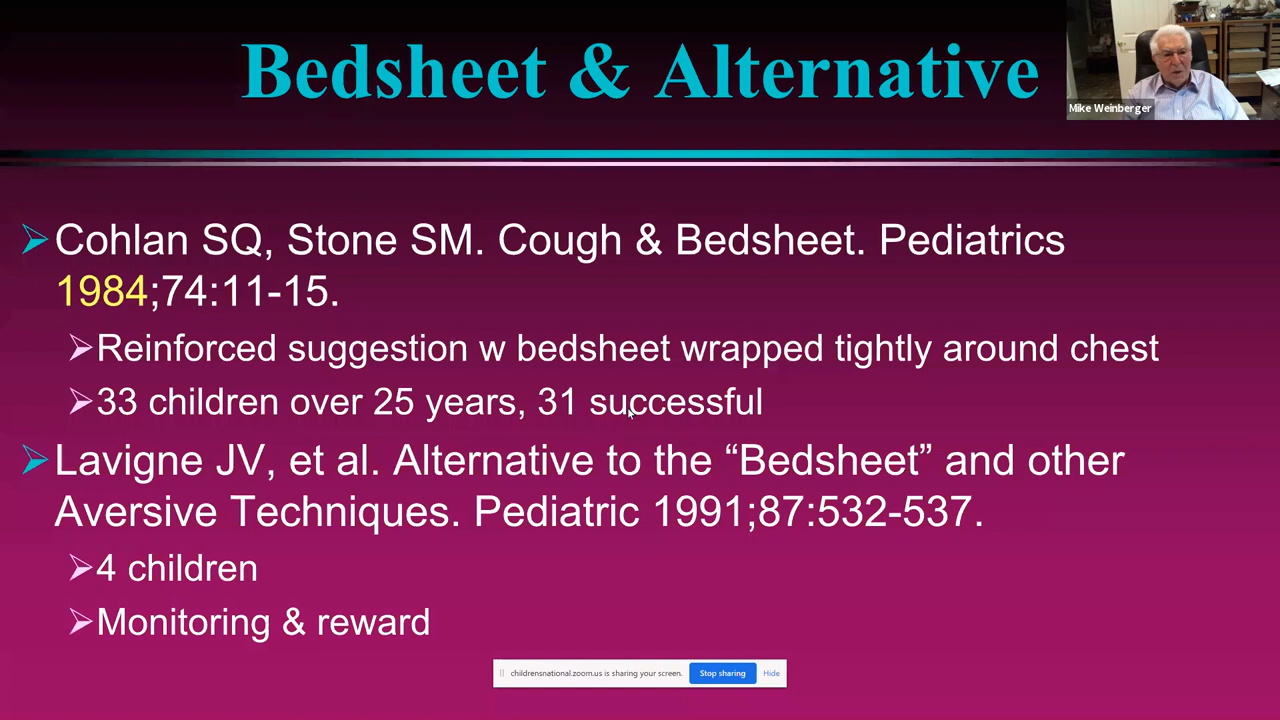 Bedsheet & Alternative
Mike Weinberger
Cohlan SQ, Stone SM. Cough & Bedsheet. Pediatrics
1984;74:11-15.
Reinforced suggestion w bedsheet wrapped tightly around chest
33 children over 25 years, 31 successful
Lavigne JV, et al. Alternative to the “Bedsheet” and other
Aversive Techniques. Pediatric 1991;87:532-537.
4 children
Monitoring & reward
childrensnational.zoom.us is sharing your screen. Stop sharing Hide